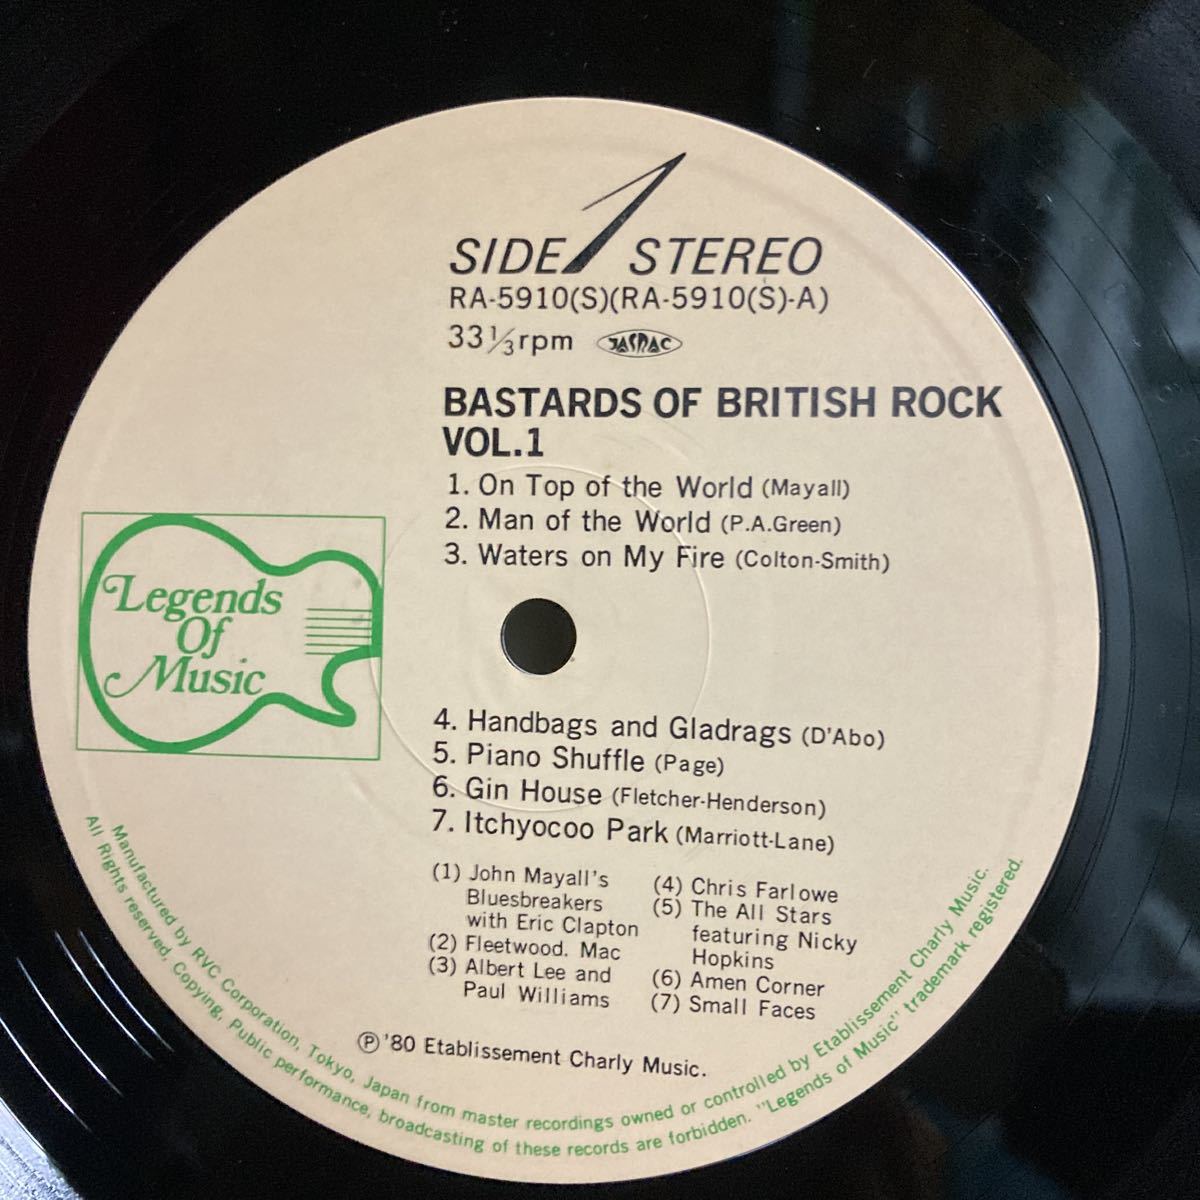 SIDE 1 STEREO
RA-5910(S)(RA-5910(S)-A)
33⅓rpm JASRAC
BASTARDS OF BRITISH ROCK
VOL.1
1. On Top of the World (Mayall)
2. Man of the World (P.A.Green)
3. Waters on My Fire (Colton-Smith)
Legends
Of
Music
4. Handbags and Gladrags (D'Abo)
5. Piano Shuffle (Page)
6. Gin House (Fletcher-Henderson)
7. Itchyocoo Park (Marriott-Lane)
(1) John Mayall's
Bluesbreakers
with Eric Clapton
(2) Fleetwood. Mac
(3) Albert Lee and
Paul Williams
(4) Chris Farlowe
(5) The All Stars
featuring Nicky
Hopkins
(6) Amen Corner
(7) Small Faces
Ⓟ '80 Etablissement Charly Music.
Manufactured by RVC Corporation, Tokyo, Japan from master recordings owned or controlled by Etablissement Charly Music.
All Rights reserved, Copying, Public performance, broadcasting of these records are forbidden. "Legends of Music" trademark registered.